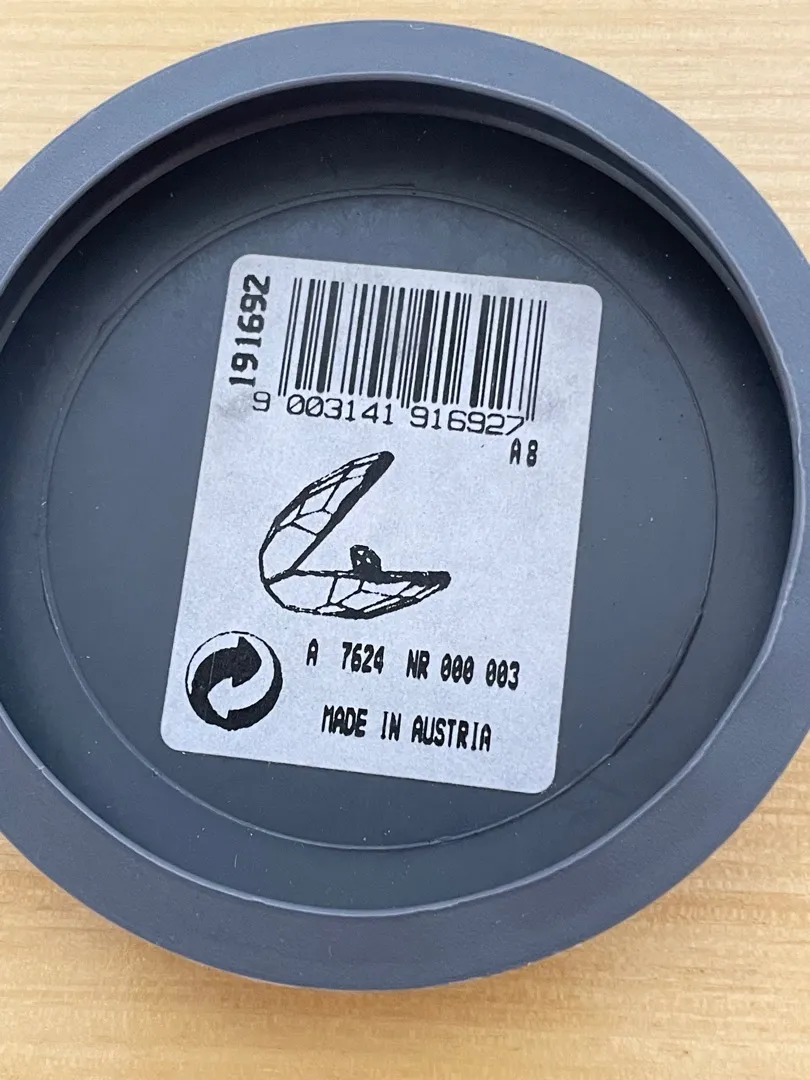 191692
9 003141 916927
A8
A 7624 NR 000 003
MADE IN AUSTRIA